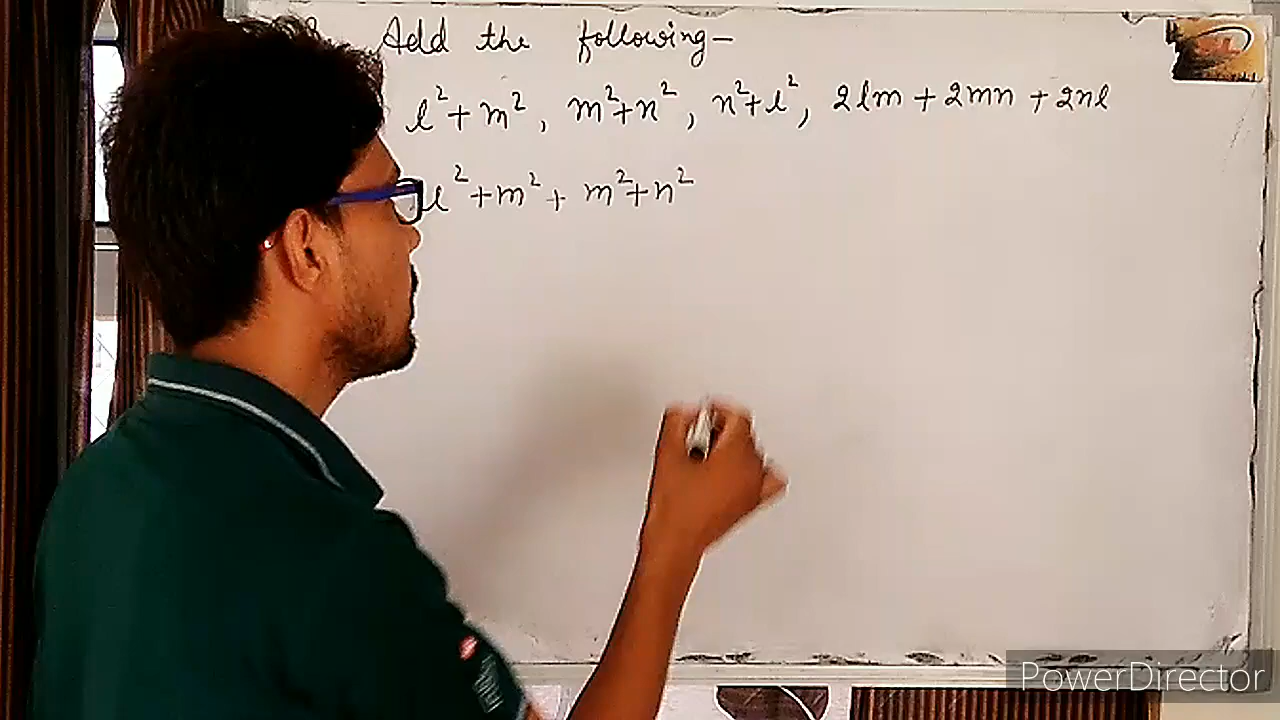 Add the following-
l²+m², m²+n², n²+l², 2lm+2mn+2nl
l²+m²+ m²+n²
PowerDirector